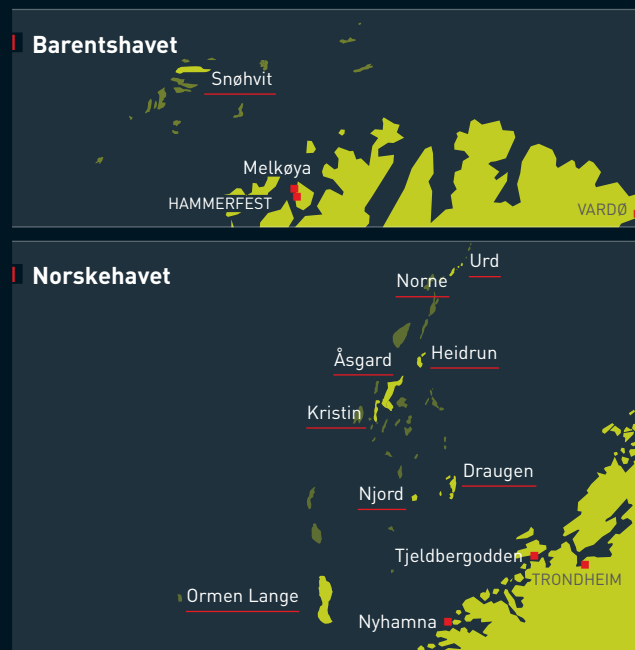 Barentshavet
Snøhvit
Melkøya
HAMMERFEST
VARDØ
Norskehavet
Urd
Norne
Heidrun
Åsgard
Kristin
Draugen
Njord
Tjeldbergodden
TRONDHEIM
Ormen Lange
Nyhamna